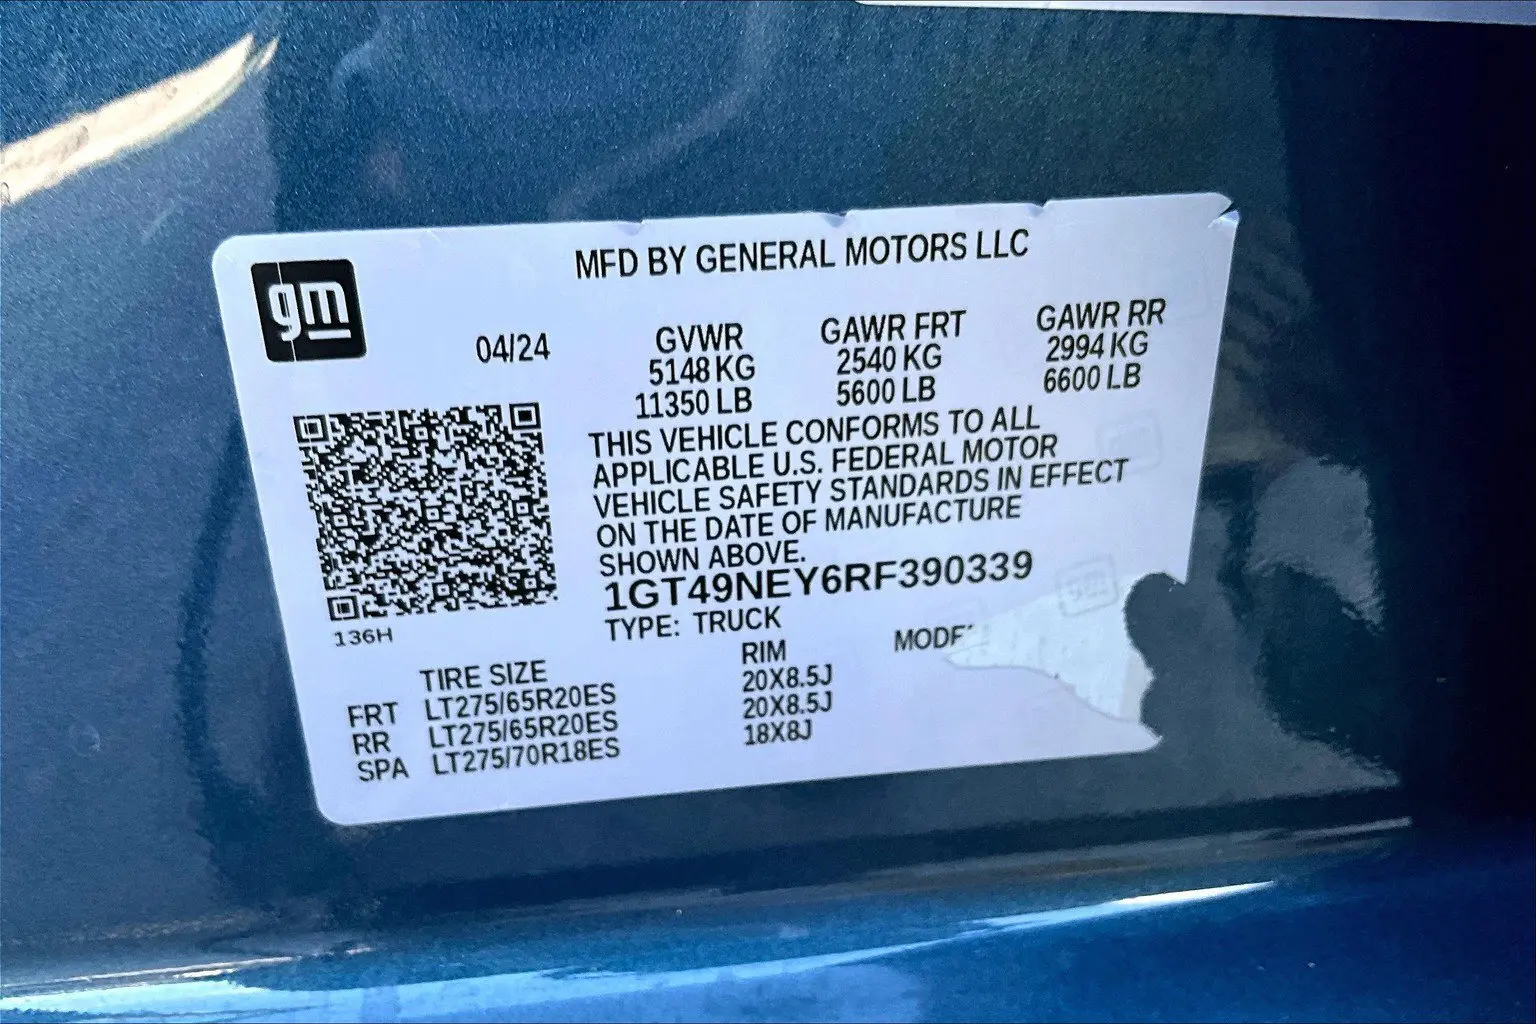 gm
MFD BY GENERAL MOTORS LLC
04/24
GVWR
5148 KG
11350 LB
GAWR FRT
2540 KG
5600 LB
GAWR RR
2994 KG
6600 LB
THIS VEHICLE CONFORMS TO ALL
APPLICABLE U.S. FEDERAL MOTOR
VEHICLE SAFETY STANDARDS IN EFFECT
ON THE DATE OF MANUFACTURE
SHOWN ABOVE.
1GT49NEY6RF390339
TYPE: TRUCK
136H
TIRE SIZE RIM
FRT LT275/65R20ES 20X8.5J
RR LT275/65R20ES 20X8.5J
SPA LT275/70R18ES 18X8J